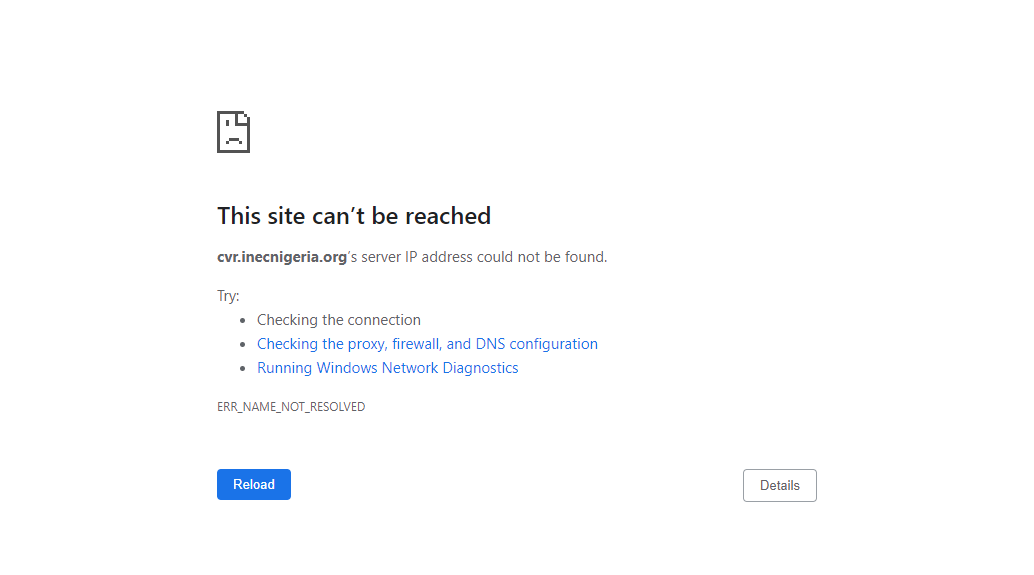 This site can’t be reached
cvr.inecnigeria.org’s server IP address could not be found.
Try:
• Checking the connection
• Checking the proxy, firewall, and DNS configuration
• Running Windows Network Diagnostics
ERR_NAME_NOT_RESOLVED
Reload
Details